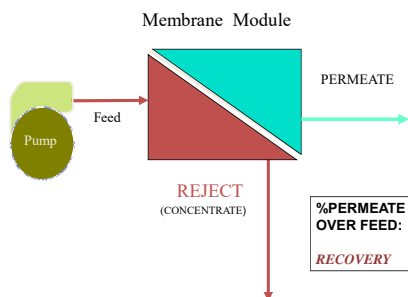 Membrane Module
PERMEATE
Feed
Pump
REJECT
(CONCENTRATE)
%PERMEATE
OVER FEED:
RECOVERY